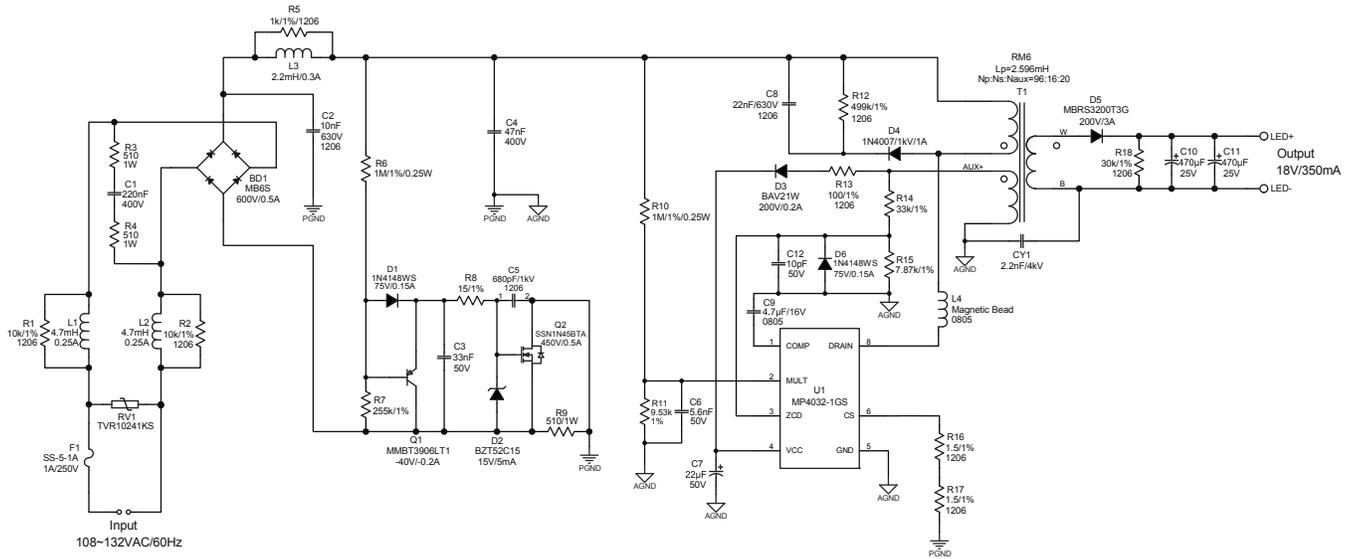 R5
1k/1%/1206
L3
2.2mH/0.3A
R3
510
1W
C1
220nF
400V
R4
510
1W
BD1
MB6S
600V/0.5A
C2
10nF
630V
1206
PGND
R1
10k/1%
1206
L1
4.7mH
0.25A
L2
4.7mH
0.25A
R2
10k/1%
1206
RV1
TVR10241KS
F1
SS-5-1A
1A/250V
Input
108~132VAC/60Hz
R6
1M/1%/0.25W
C4
47nF
400V
PGND
AGND
D1
1N4148WS
75V/0.15A
R8
15/1%
C5
680pF/1kV
1206
1
2
Q2
SSN1N45BTA
450V/0.5A
C3
33nF
50V
R7
255k/1%
Q1
MMBT3906LT1
-40V/-0.2A
D2
BZT52C15
15V/5mA
R9
510/1W
PGND
R10
1M/1%/0.25W
R11
9.53k
1%
C6
5.6nF
50V
AGND
C7
22µF
50V
AGND
C8
22nF/630V
1206
R12
499k/1%
1206
D4
1N4007/1kV/1A
D3
BAV21W
200V/0.2A
R13
100/1%
1206
R14
33k/1%
C12
10pF
50V
D6
1N4148WS
75V/0.15A
R15
7.87k/1%
AGND
C9
4.7µF/16V
0805
L4
Magnetic Bead
0805
1
COMP
DRAIN
8
2
MULT
U1
MP4032-1GS
3
ZCD
CS
6
4
VCC
GND
5
AGND
R16
1.5/1%
1206
R17
1.5/1%
1206
PGND
RM6
Lp=2.596mH
Np:Ns:Naux=96:16:20
T1
AUX+
W
B
AGND
CY1
2.2nF/4kV
D5
MBRS3200T3G
200V/3A
R18
30k/1%
1206
+
C10
470µF
25V
+
C11
470µF
25V
LED+
LED-
Output
18V/350mA